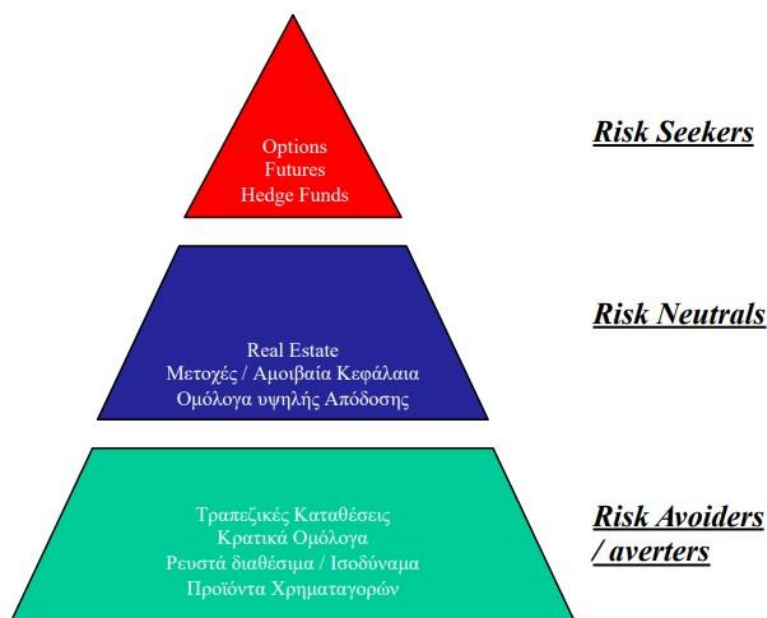 Options
Futures
Hedge Funds
Risk Seekers
Real Estate
Μετοχές / Αμοιβαία Κεφάλαια
Ομόλογα υψηλής Απόδοσης
Risk Neutrals
Τραπεζικές Καταθέσεις
Κρατικά Ομόλογα
Ρευστά διαθέσιμα / Ισοδύναμα
Προϊόντα Χρηματαγορών
Risk Avoiders
/ averters